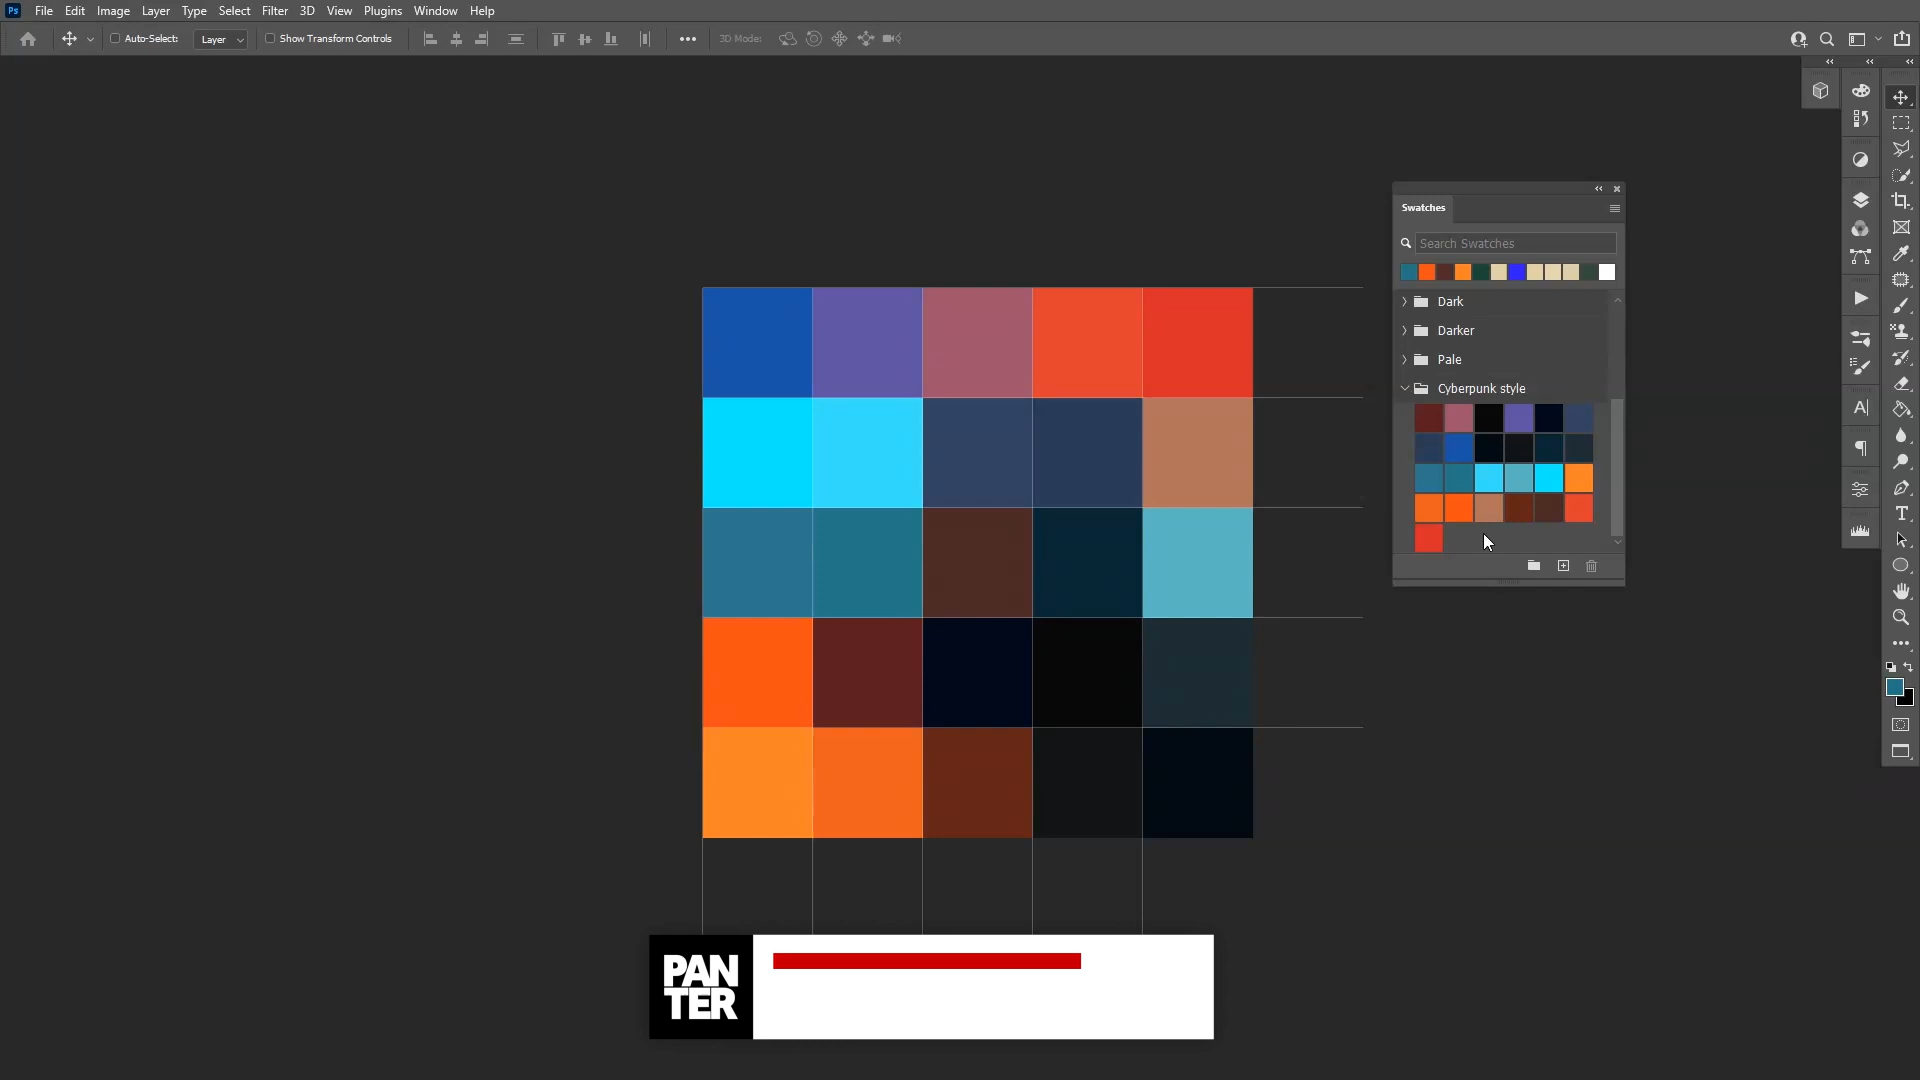 Ps File Edit Image Layer Type Select Filter 3D View Plugins Window Help
Auto-Select: Layer Show Transform Controls 3D Mode:
Swatches
Search Swatches
Dark
Darker
Pale
Cyberpunk style
PAN
TER